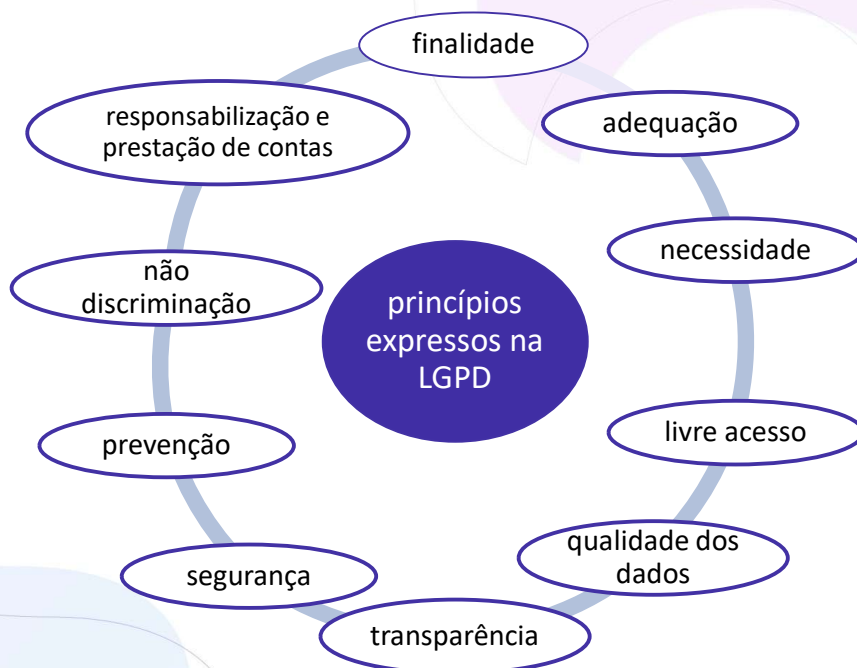 finalidade
adequação
necessidade
livre acesso
qualidade dos
dados
transparência
segurança
prevenção
não
discriminação
responsabilização e
prestação de contas
princípios
expressos na
LGPD